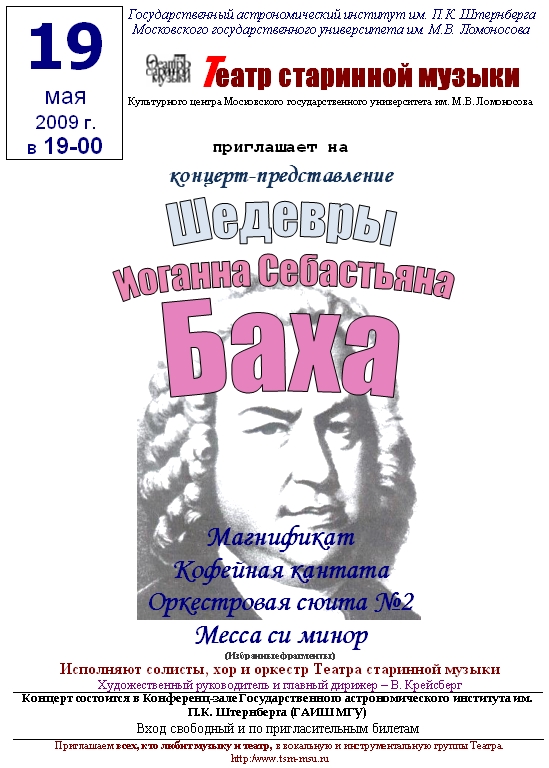 19
мая
2009 г.
в 19-00
Государственный астрономический институт им. П.К. Штернберга
Московского государственного университета им. М.В. Ломоносова
Театр старинной музыки
Театр старинной музыки
Культурного центра Московского государственного университета им. М.В. Ломоносова
приглашает на
концерт-представление
Шедевры
Иоганна Себастьяна
Баха
Магнификат
Кофейная кантата
Оркестровая сюита №2
Месса си минор
(Избранные фрагменты)
Исполняют солисты, хор и оркестр Театра старинной музыки
Художественный руководитель и главный дирижер – В. Крейсберг
Концерт состоится в Конференц-зале Государственного астрономического института им.
П.К. Штернберга (ГАИШ МГУ)
Вход свободный и по пригласительным билетам
Приглашаем всех, кто любит музыку и театр, в вокальную и инструментальную группы Театра.
http://www.tsm-msu.ru